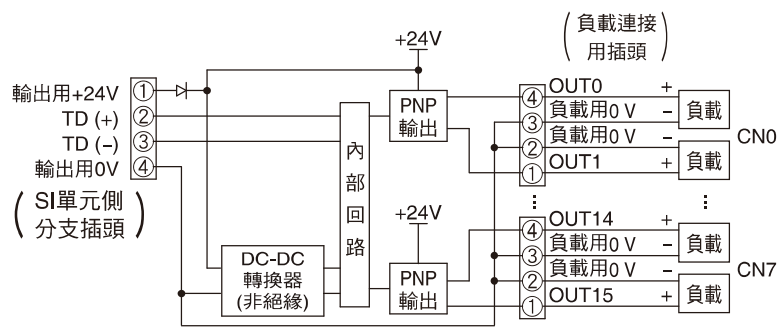 輸出用+24V
TD (+)
TD (−)
輸出用0V
① 
②
③
④
( SI單元側
分支插頭 )
DC-DC
轉換器
(非絕緣)
內部回路
+24V
PNP
輸出
+24V
PNP
輸出
( 負載連接
用插頭 )
④ OUT0 + 負載
③ 負載用0 V −
② 負載用0 V − 負載
① OUT1 +
CN0
④ OUT14 + 負載
③ 負載用0 V −
② 負載用0 V − 負載
① OUT15 +
CN7